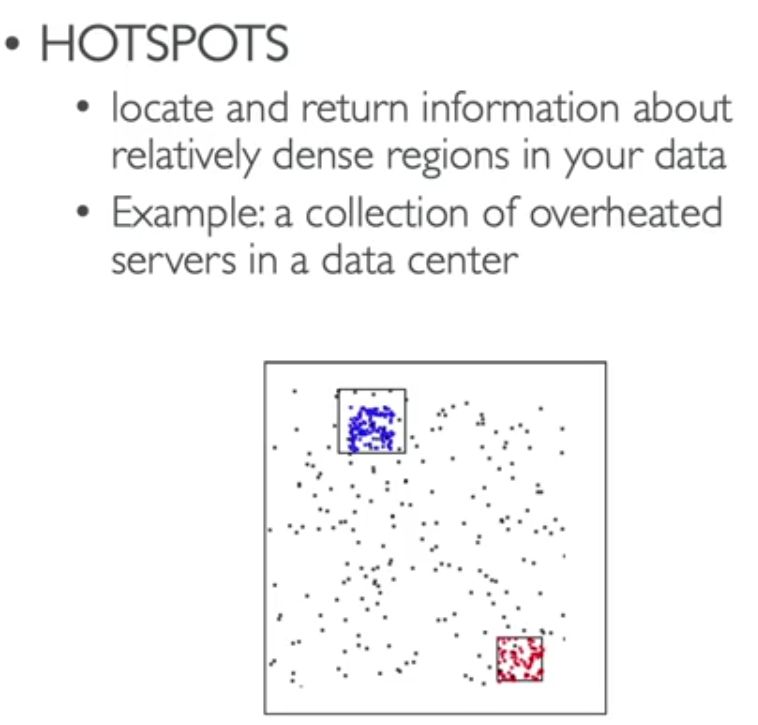 • HOTSPOTS
• locate and return information about
relatively dense regions in your data
• Example: a collection of overheated
servers in a data center